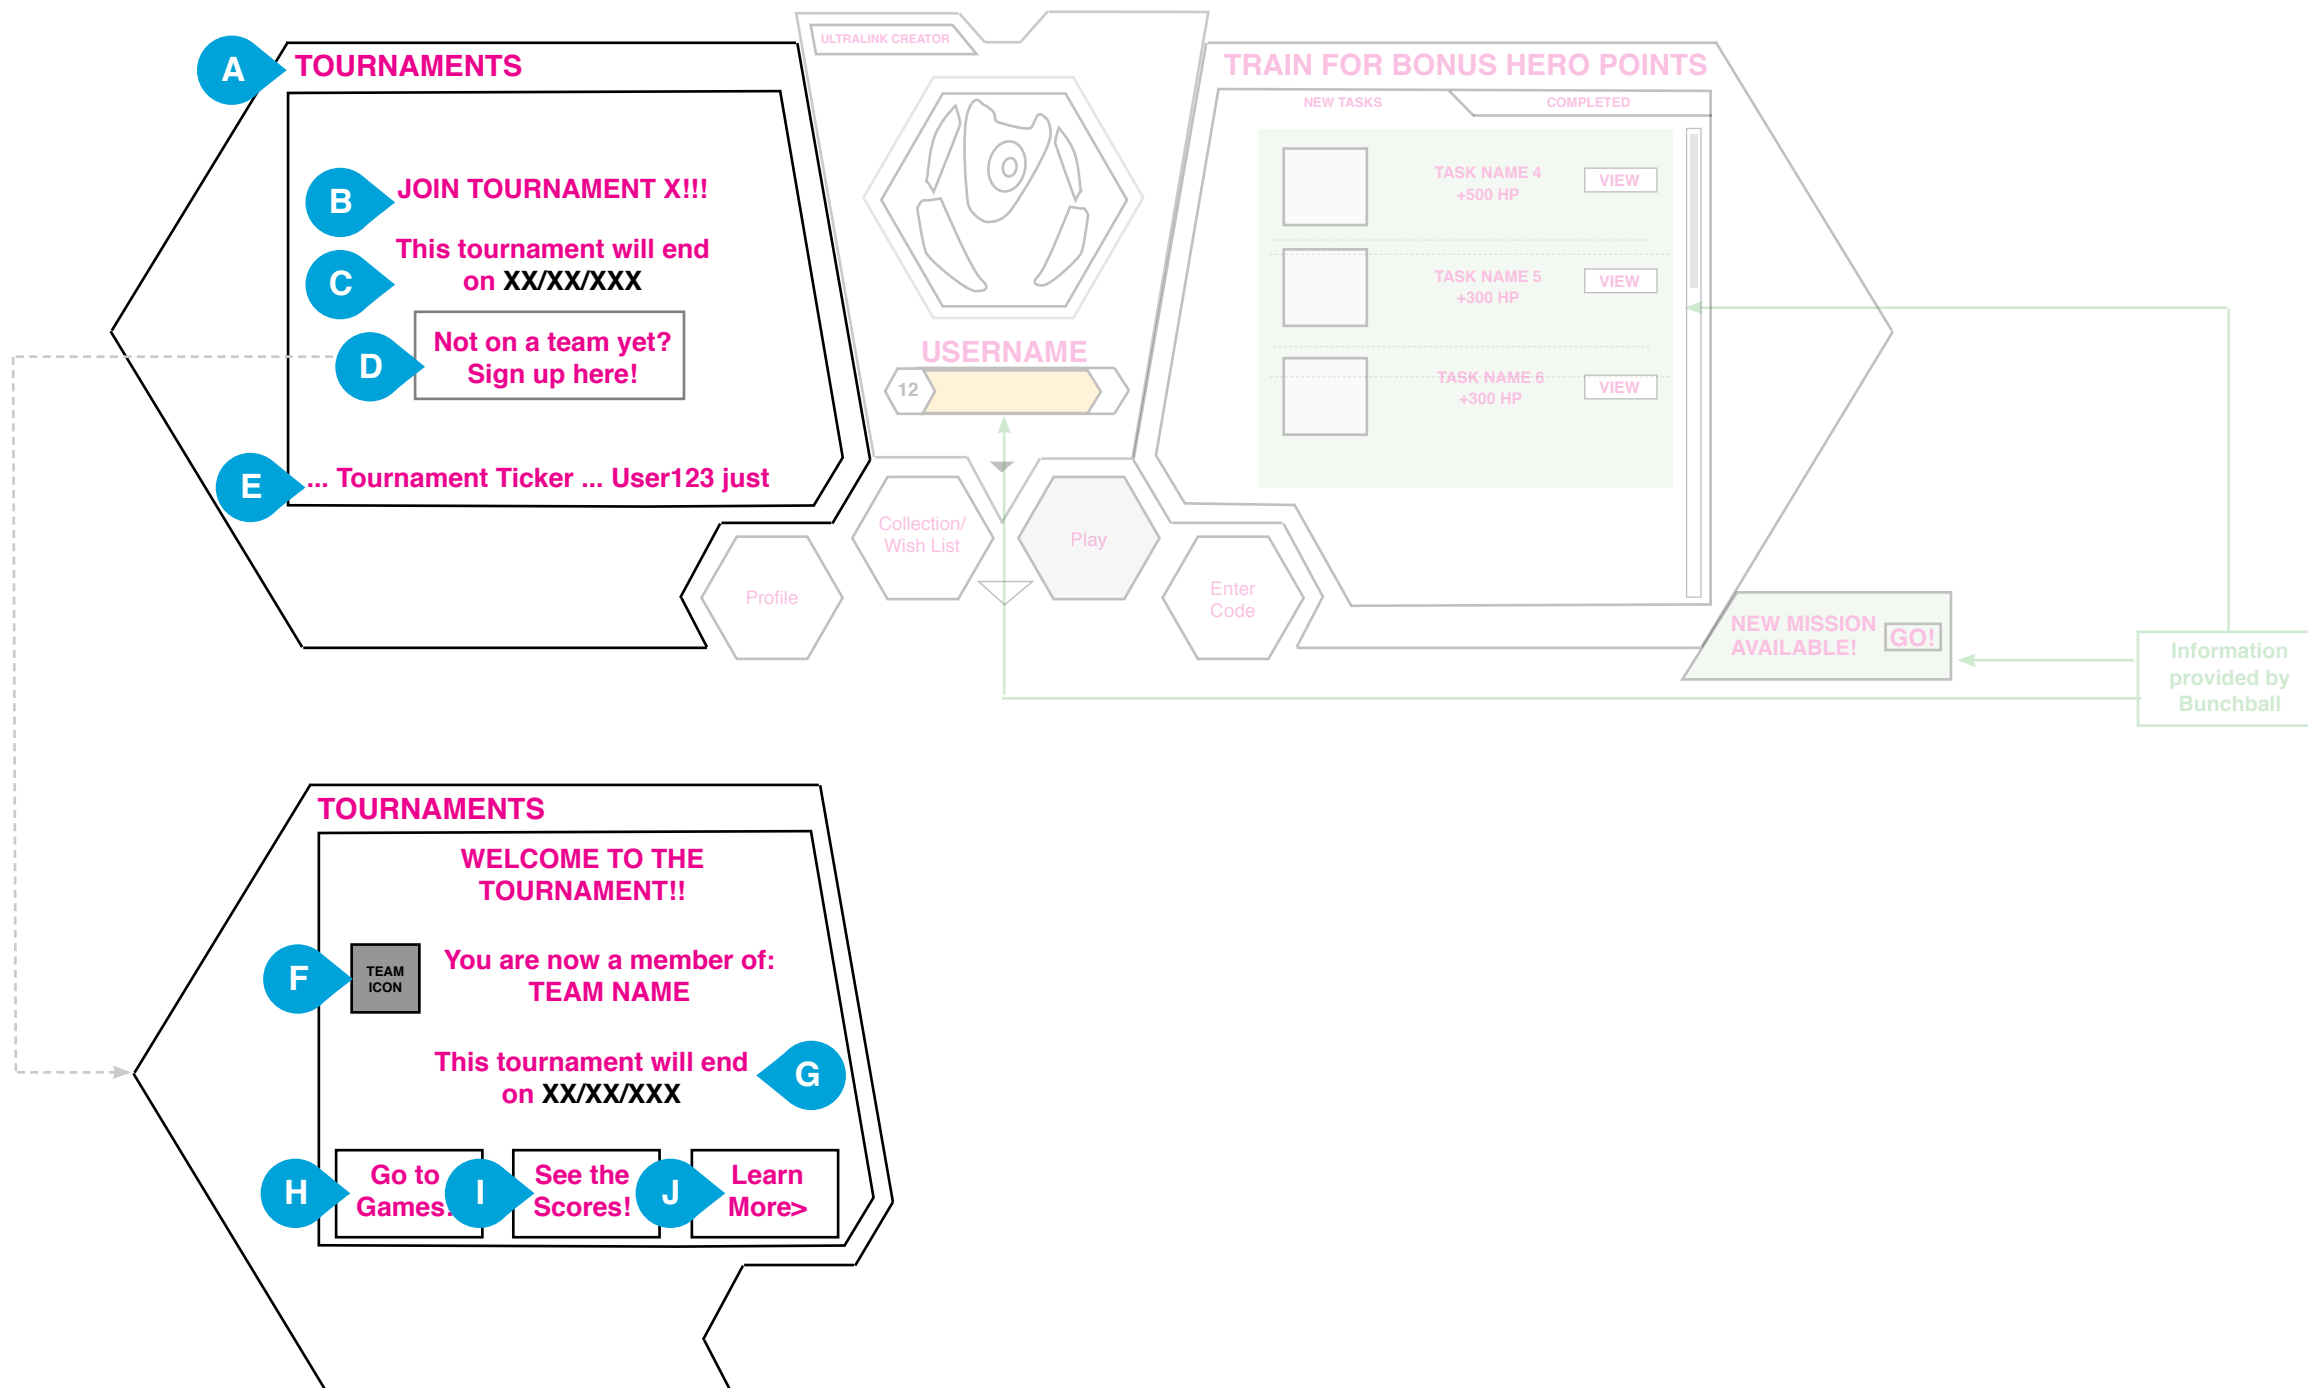 ULTRALINK CREATOR
A
TOURNAMENTS
B
JOIN TOURNAMENT X!!!
C
This tournament will end
on XX/XX/XXX
D
Not on a team yet?
Sign up here!
E
... Tournament Ticker ... User123 just
USERNAME
12
Profile
Collection/
Wish List
Play
Enter
Code
TRAIN FOR BONUS HERO POINTS
NEW TASKS
COMPLETED
TASK NAME 4
+500 HP
VIEW
TASK NAME 5
+300 HP
VIEW
TASK NAME 6
+300 HP
VIEW
NEW MISSION
AVAILABLE!
GO!
Information
provided by
Bunchball
TOURNAMENTS
WELCOME TO THE
TOURNAMENT!!
F
TEAM
ICON
You are now a member of:
TEAM NAME
This tournament will end
on XX/XX/XXX
G
H
Go to
Games!
I
See the
Scores!
J
Learn
More>